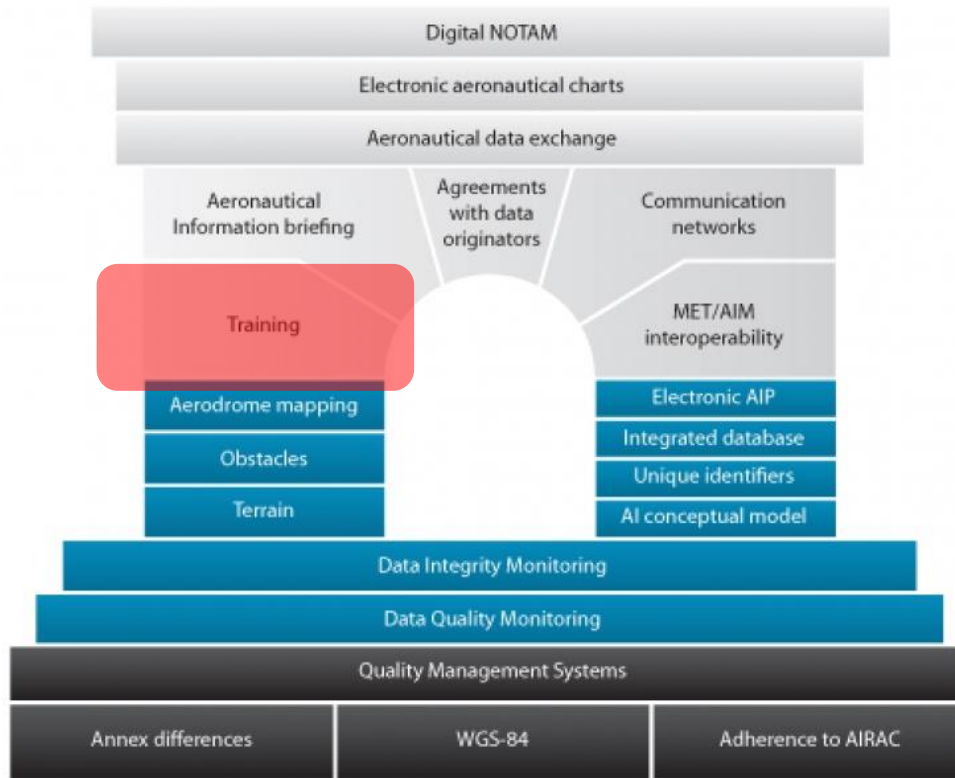 Digital NOTAM
Electronic aeronautical charts
Aeronautical data exchange
Aeronautical
Information briefing
Agreements
with data
originators
Communication
networks
Training
MET/AIM
interoperability
Aerodrome mapping
Obstacles
Terrain
Electronic AIP
Integrated database
Unique identifiers
AI conceptual model
Data Integrity Monitoring
Data Quality Monitoring
Quality Management Systems
Annex differences
WGS-84
Adherence to AIRAC